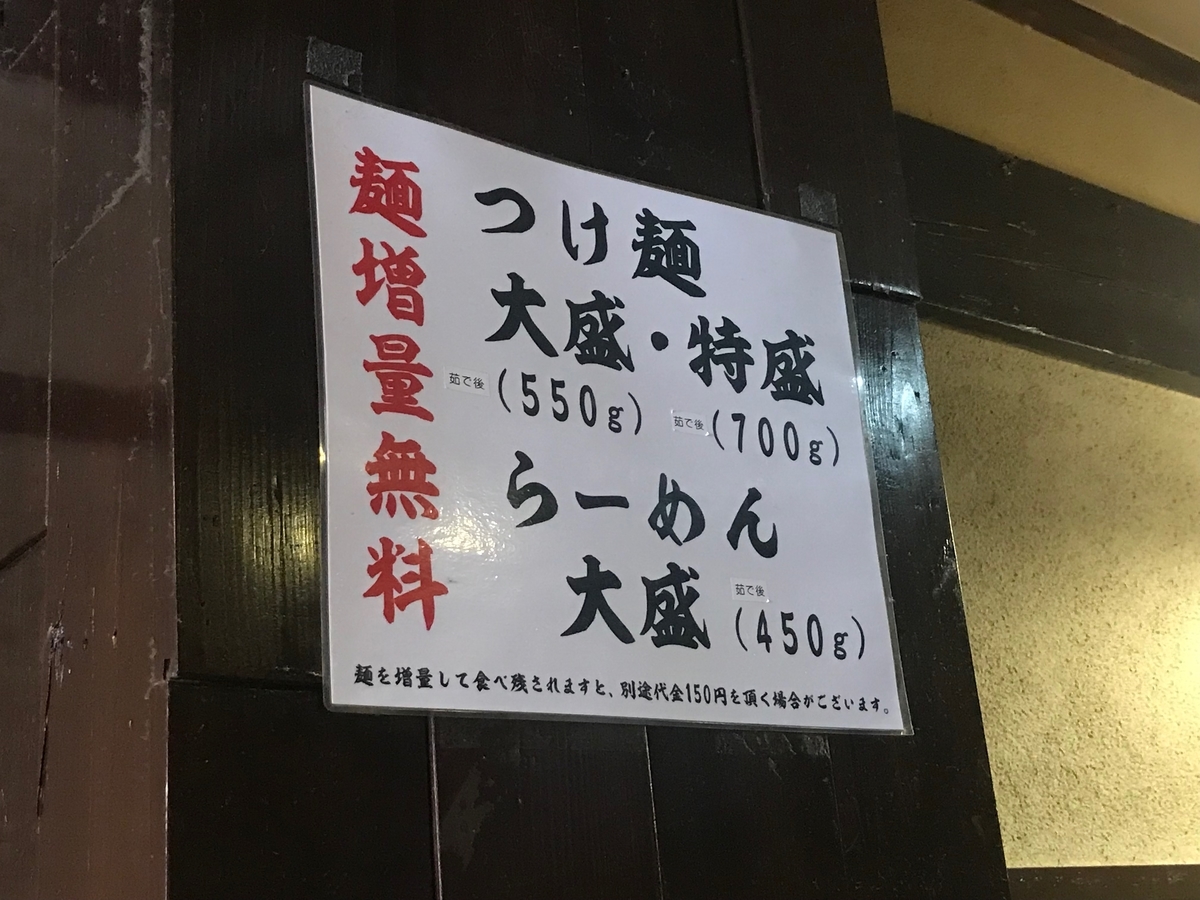 麺増量無料
つけ麺
大盛・特盛
茹で後(550g) 茹で後(700g)
らーめん
大盛 茹で後(450g)
麺を増量して食べ残されますと、別途代金150円を頂く場合がございます。